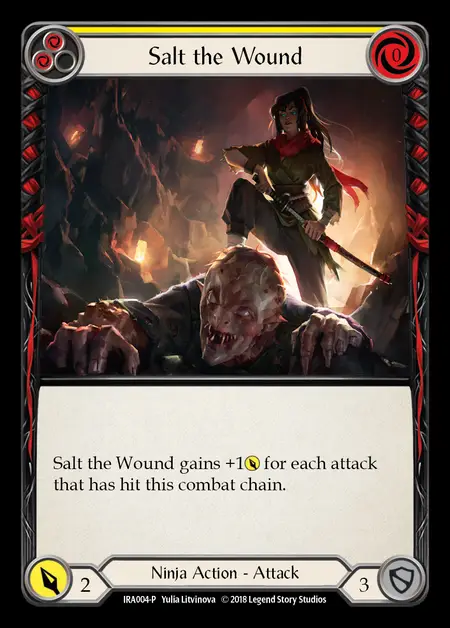 Salt the Wound
0
Salt the Wound gains +1 for each attack
that has hit this combat chain.
2
Ninja Action - Attack
3
IRA004-P Yulia Litvinova © 2018 Legend Story Studios